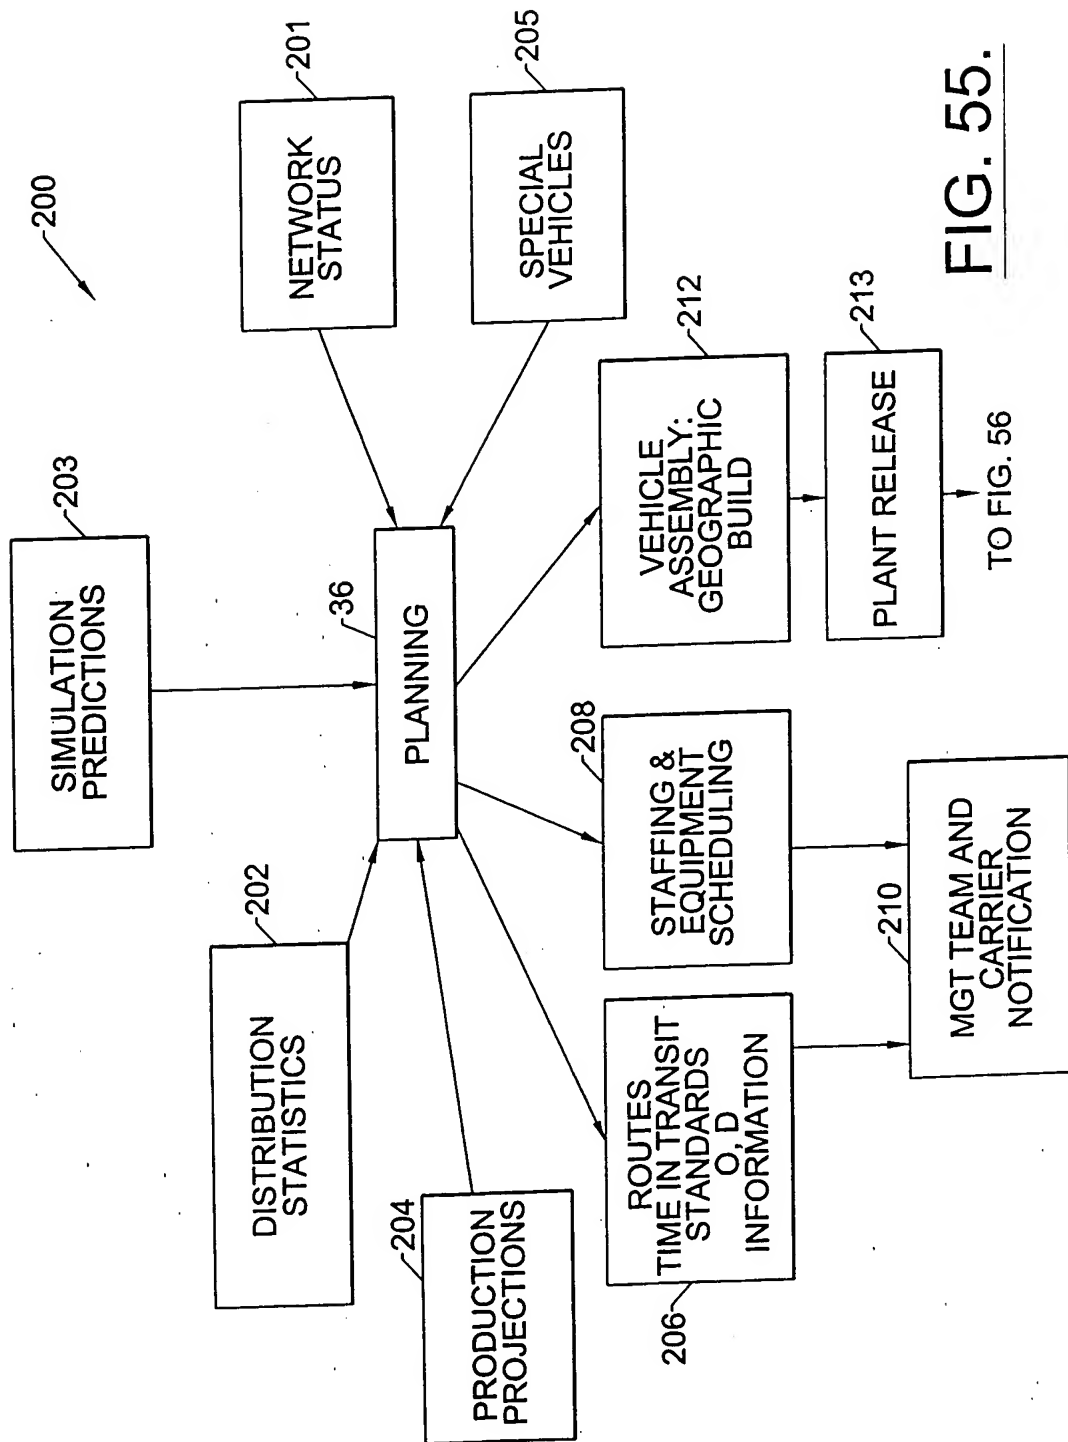 200
203
SIMULATION
PREDICTIONS
201
NETWORK
STATUS
202
DISTRIBUTION
STATISTICS
36
PLANNING
205
SPECIAL
VEHICLES
204
PRODUCTION
PROJECTIONS
206
ROUTES
TIME IN TRANSIT
STANDARDS
O, D
INFORMATION
208
STAFFING &
EQUIPMENT
SCHEDULING
212
VEHICLE
ASSEMBLY:
GEOGRAPHIC
BUILD
210
MGT TEAM AND
CARRIER
NOTIFICATION
213
PLANT RELEASE
TO FIG. 56
FIG. 55.